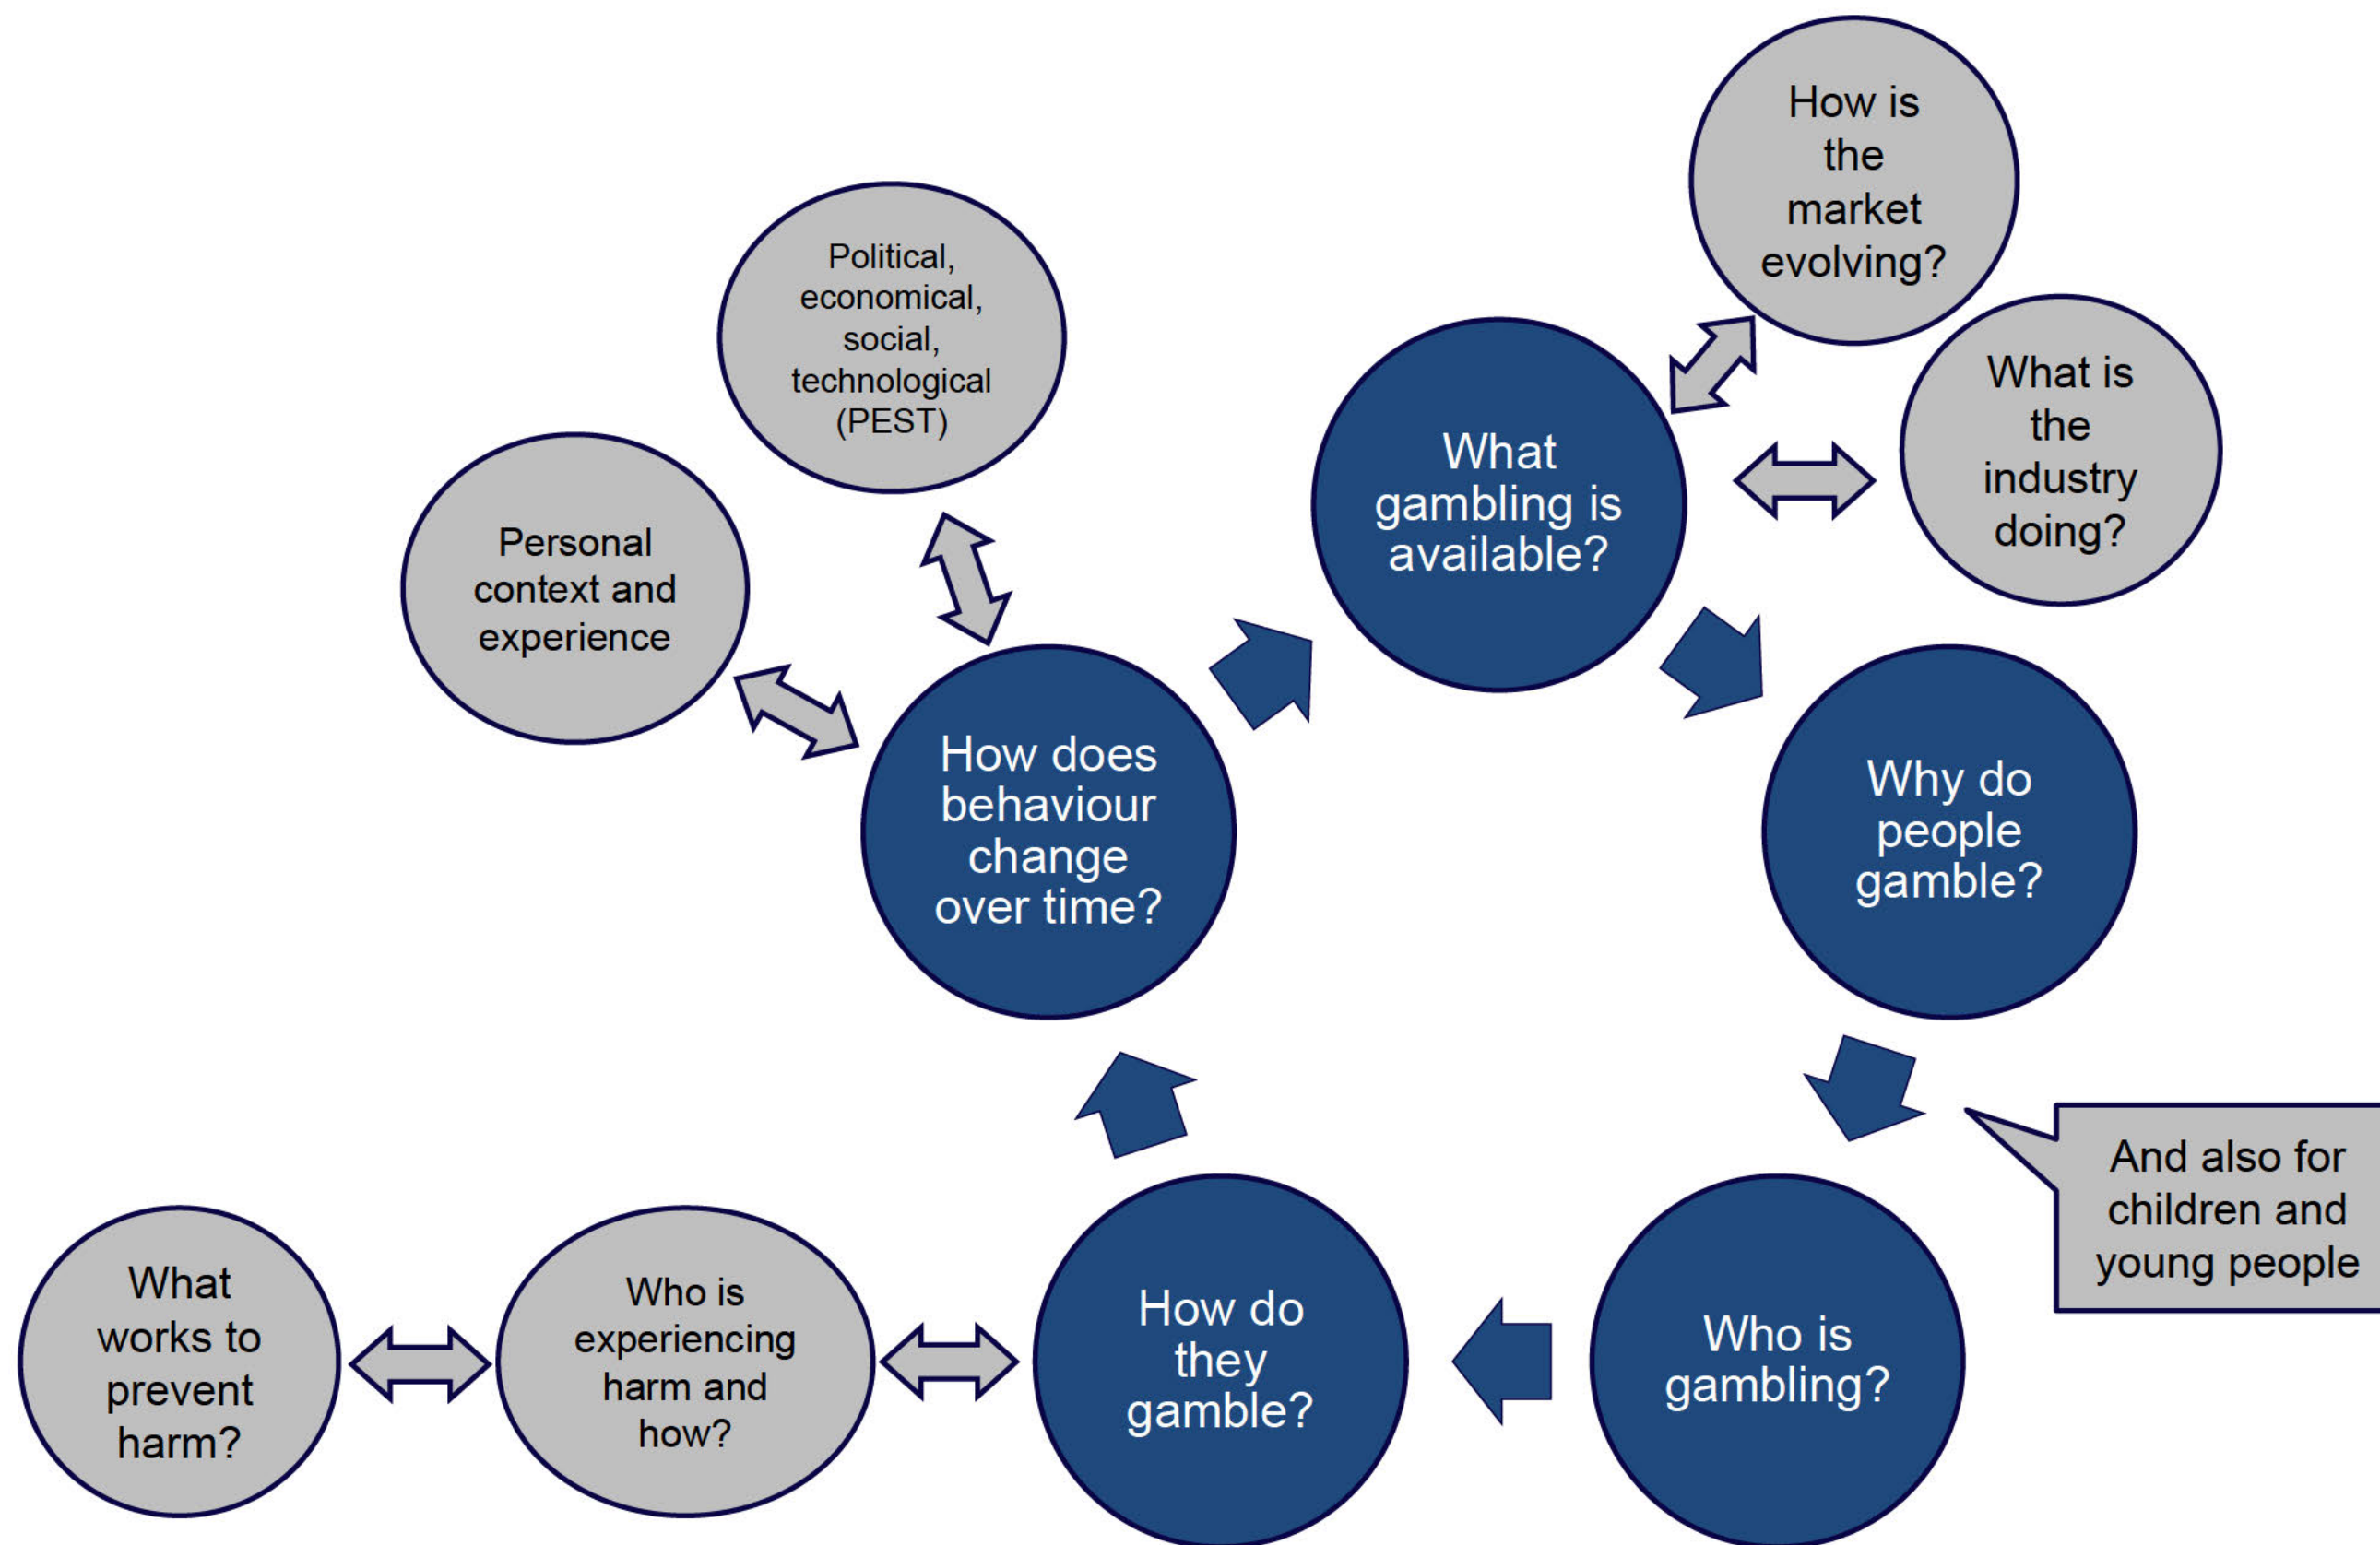 How is
the
market
evolving?
What is
the
industry
doing?
Political,
economical,
social,
technological
(PEST)
Personal
context and
experience
What
gambling is
available?
How does
behaviour
change
over time?
Why do
people
gamble?
And also for
children and
young people
What
works to
prevent
harm?
Who is
experiencing
harm and
how?
How do
they
gamble?
Who is
gambling?